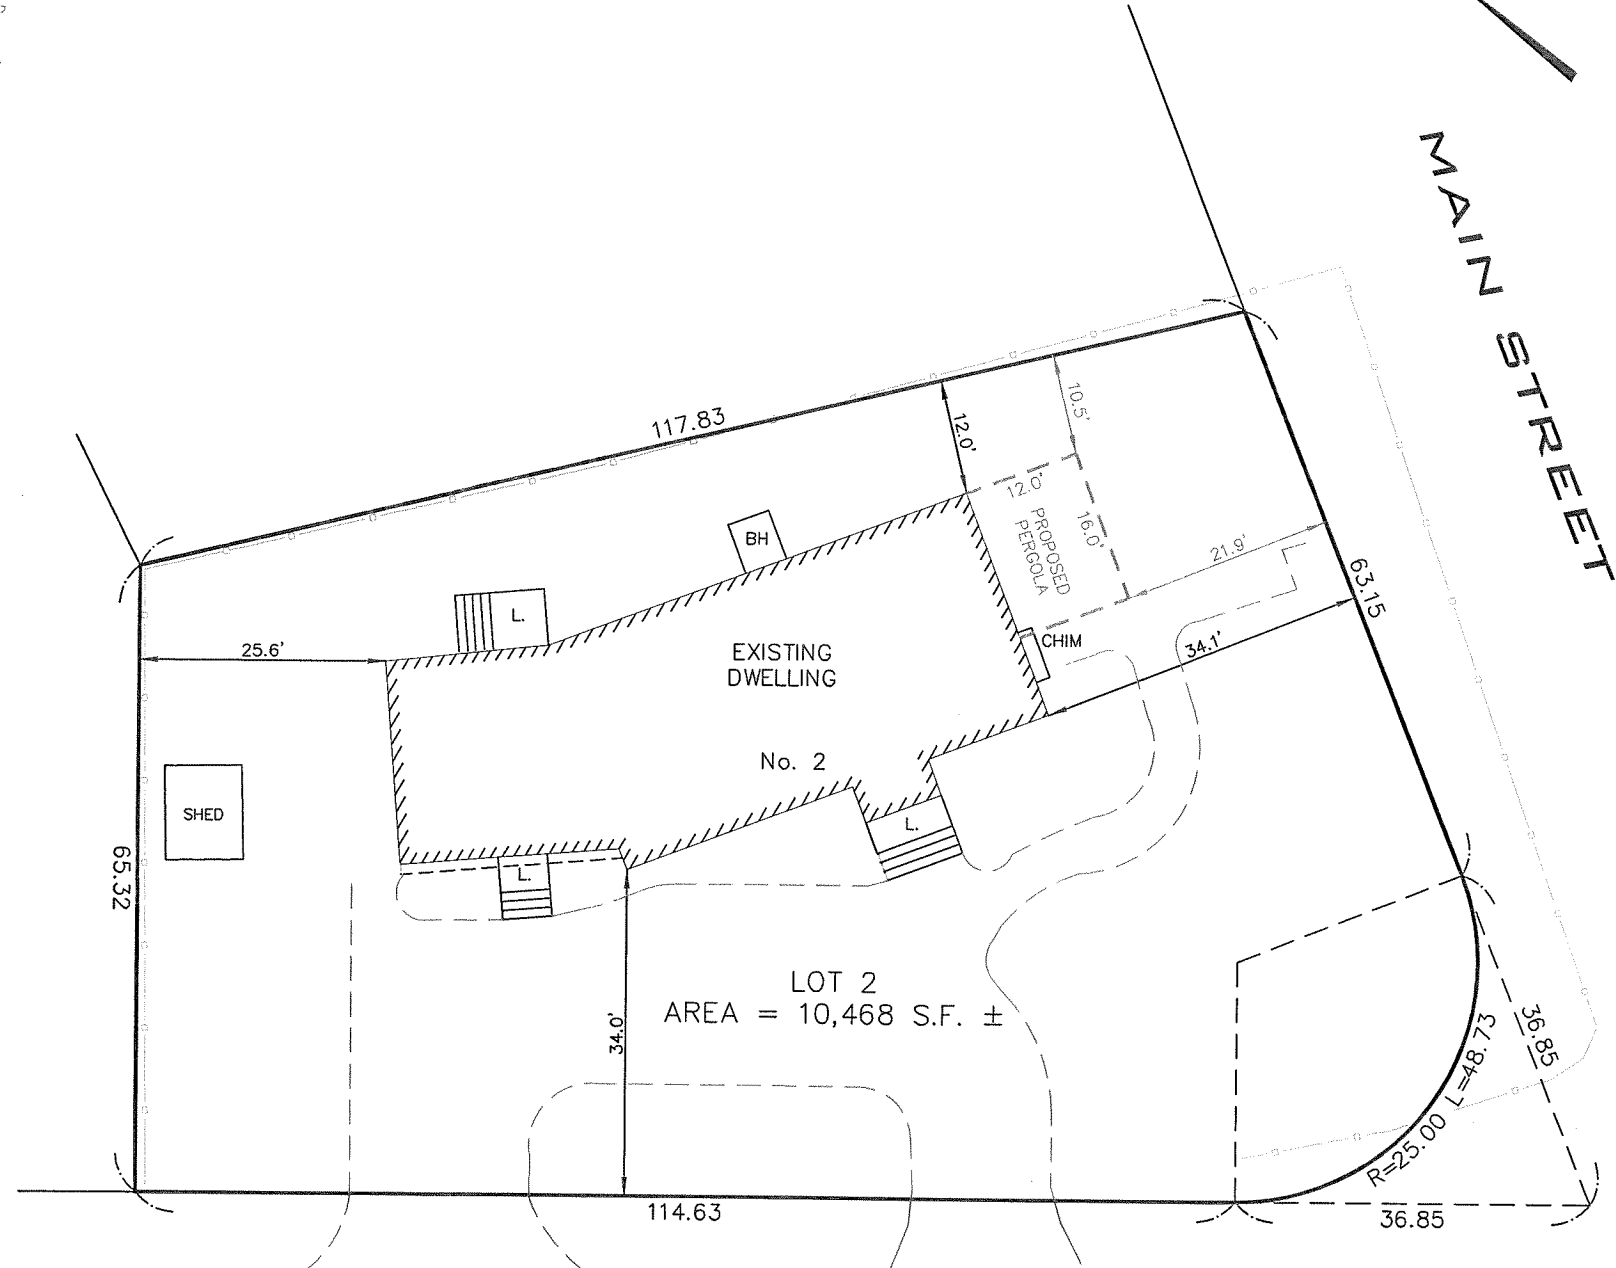 MAIN STREET
117.83
12.0'
10.5'
12.0'
16.0'
PROPOSED
PERGOLA
21.9'
63.15
BH
L.
25.6'
EXISTING
DWELLING
CHIM
34.1'
No. 2
SHED
L.
L.
65.32
LOT 2
AREA = 10,468 S.F. ±
34.0'
36.85
R=25.00 L=48.73
114.63
36.85